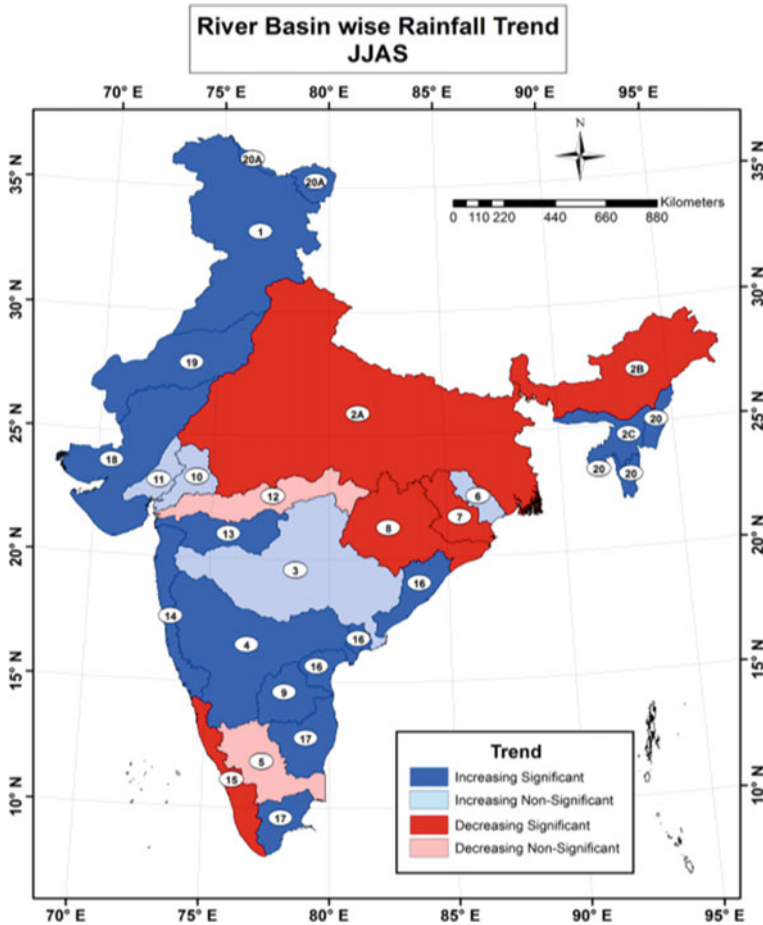 River Basin wise Rainfall Trend
JJAS
70° E 75° E 80° E 85° E 90° E 95° E
N
Kilometers
0 110 220 440 660 880
35° N
35° N
30° N
30° N
25° N
25° N
20° N
20° N
15° N
15° N
10° N
10° N
20A
20A
1
19
2B
2A
20
2C
18
20
20
11
10
12
6
7
8
13
3
16
14
4
16
16
9
17
5
15
17
Trend
Increasing Significant
Increasing Non-Significant
Decreasing Significant
Decreasing Non-Significant
70° E 75° E 80° E 85° E 90° E 95° E